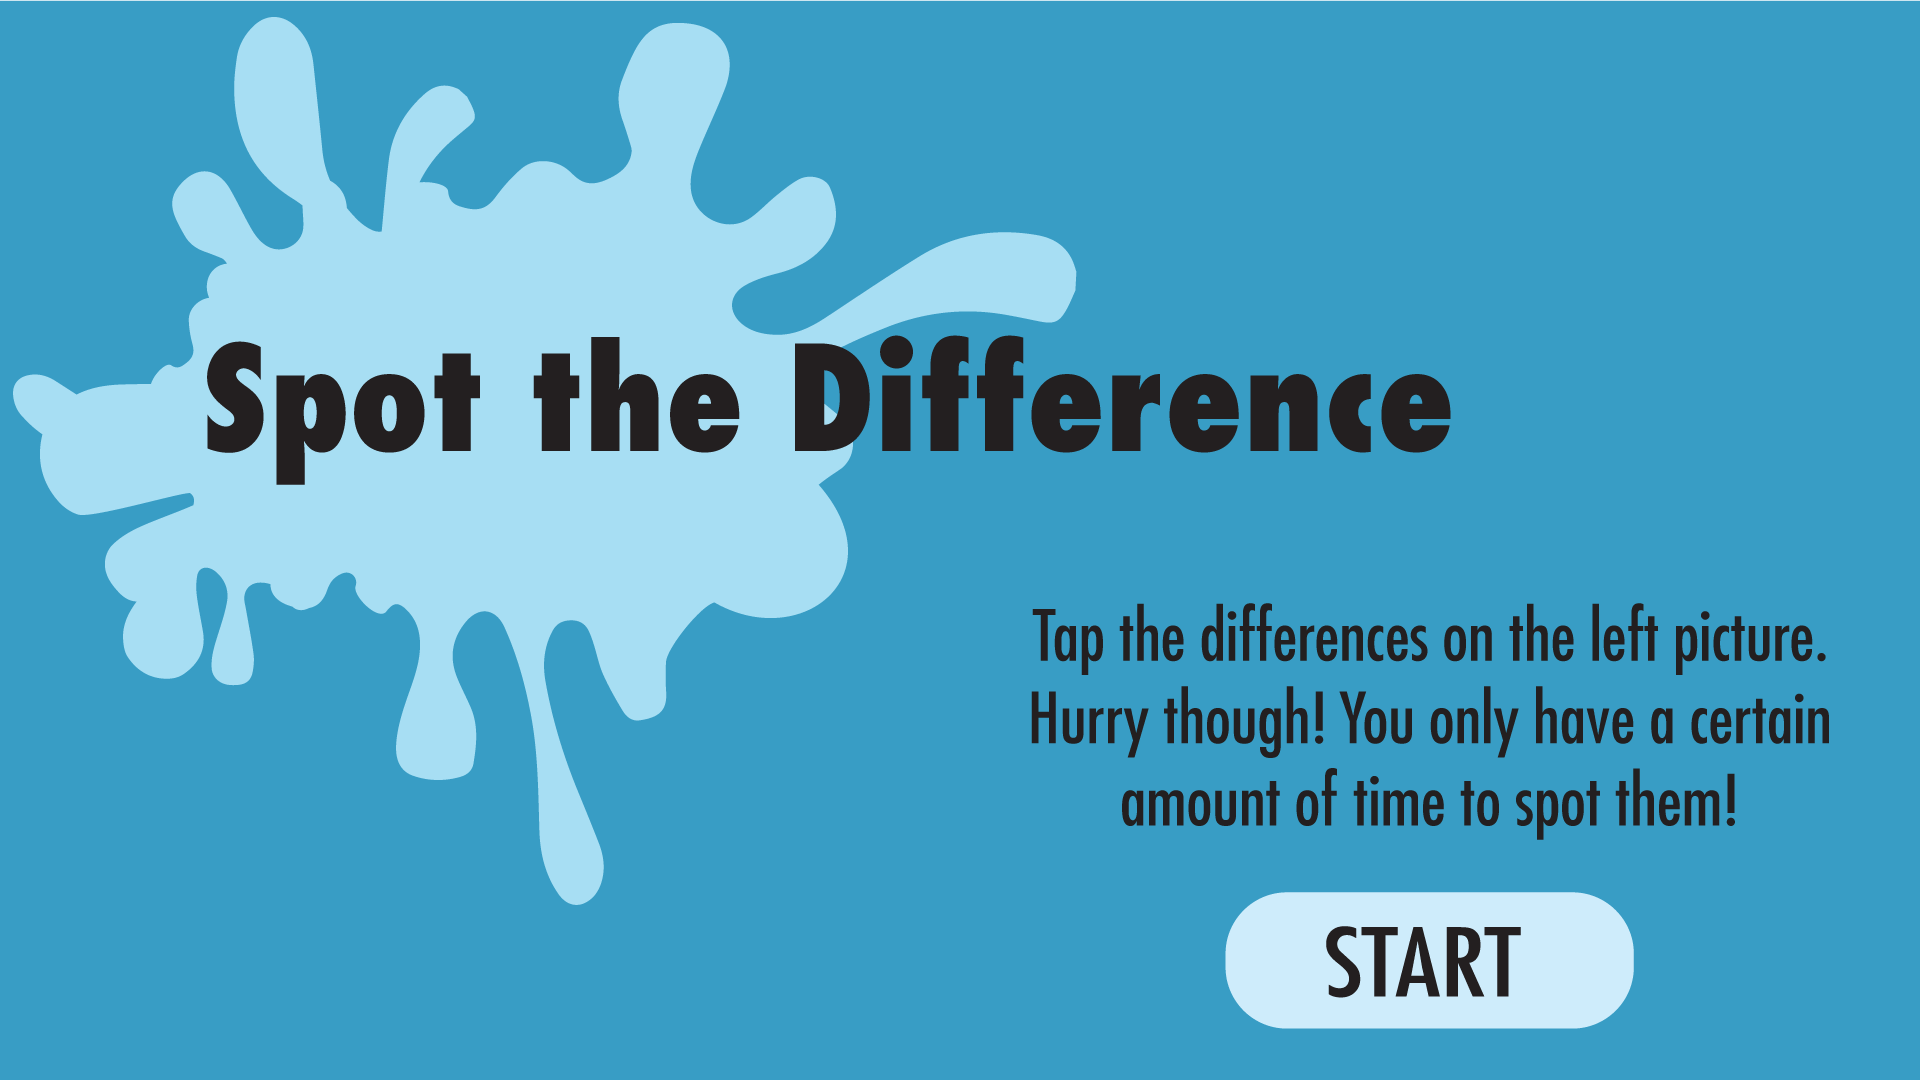 Spot the Difference
Tap the differences on the left picture.
Hurry though! You only have a certain
amount of time to spot them!
START